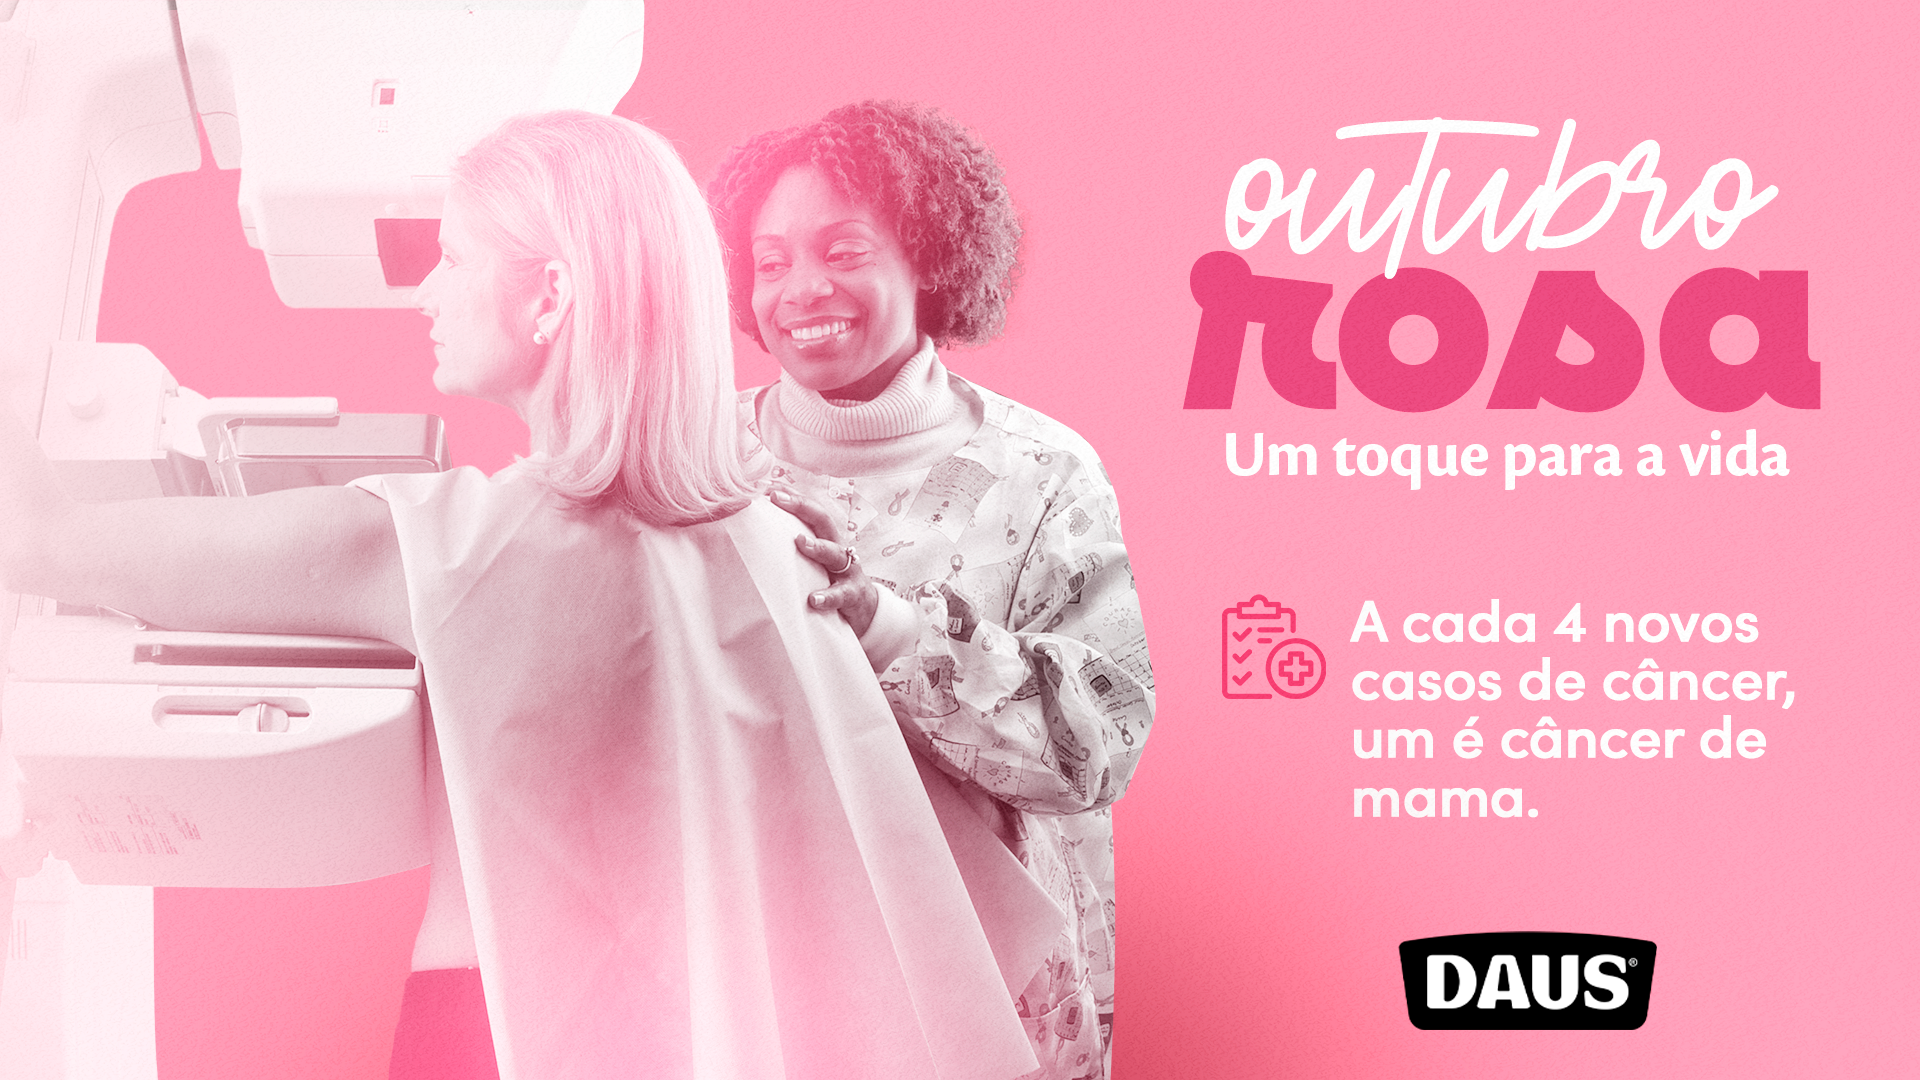 outubro
rosa
Um toque para a vida
A cada 4 novos
casos de câncer,
um é câncer de
mama.
DAUS®